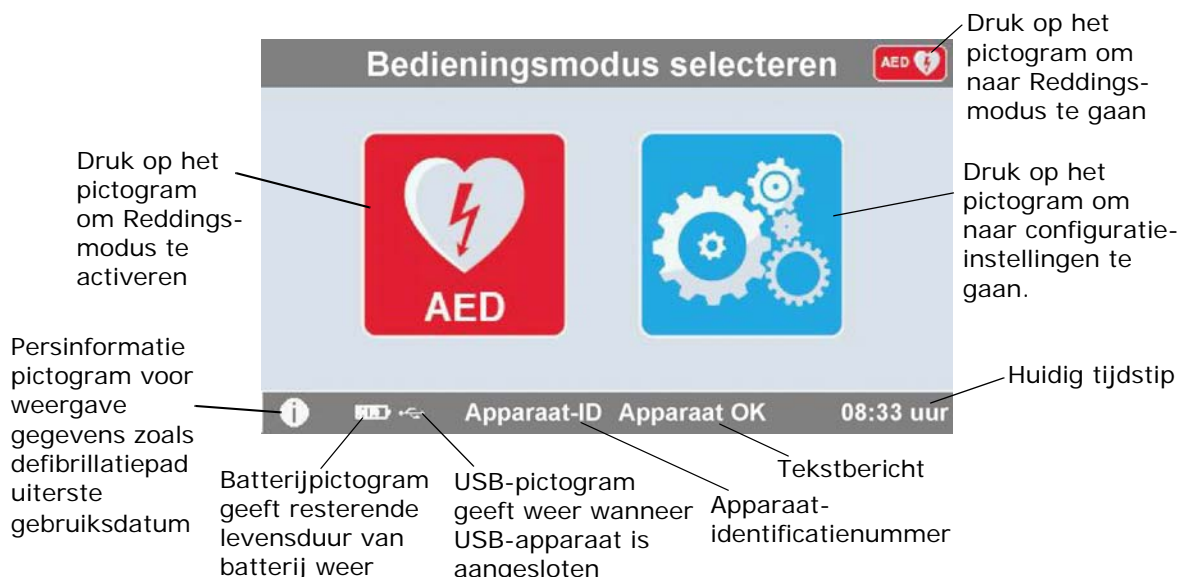 Druk op het
pictogram om
naar Reddings-
modus te gaan
Bedieningsmodus selecteren
AED
Druk op het
pictogram
om Reddings-
modus te
activeren
AED
Druk op het
pictogram om
naar configuratie-
instellingen te
gaan.
Persinformatie
pictogram voor
weergave
gegevens zoals
defibrillatiepad
uiterste
gebruiksdatum
Huidig tijdstip
i
Apparaat-ID Apparaat OK 08:33 uur
Batterijpictogram
geeft resterende
levensduur van
batterij weer
USB-pictogram
geeft weer wanneer
USB-apparaat is
aangesloten
Apparaat-
identificatienummer
Tekstbericht